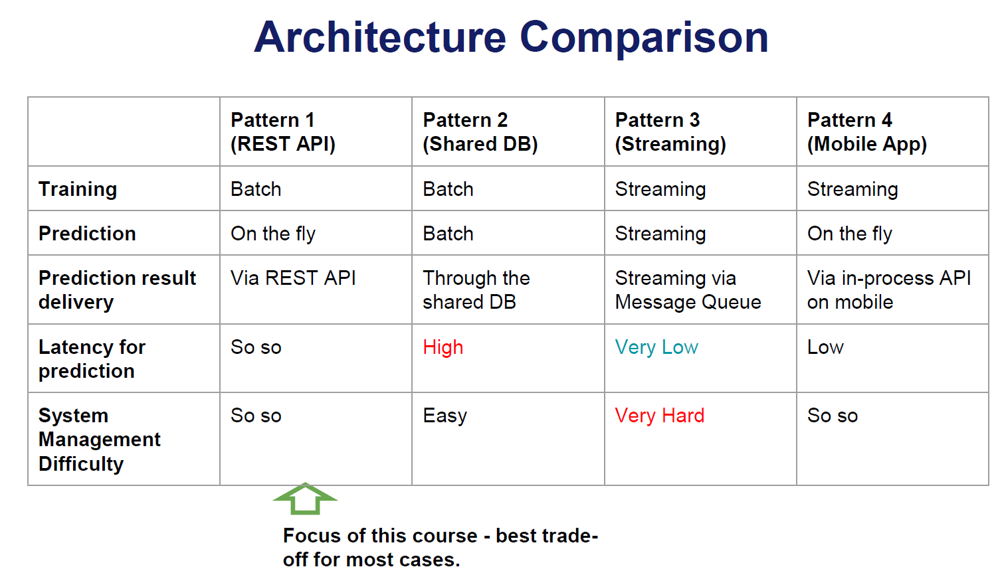 Architecture Comparison
Pattern 1
(REST API)
Pattern 2
(Shared DB)
Pattern 3
(Streaming)
Pattern 4
(Mobile App)
Training
Batch
Batch
Streaming
Streaming
Prediction
On the fly
Batch
Streaming
On the fly
Prediction result
delivery
Via REST API
Through the
shared DB
Streaming via
Message Queue
Via in-process API
on mobile
Latency for
prediction
So so
High
Very Low
Low
System
Management
Difficulty
So so
Easy
Very Hard
So so
Focus of this course - best trade-
off for most cases.